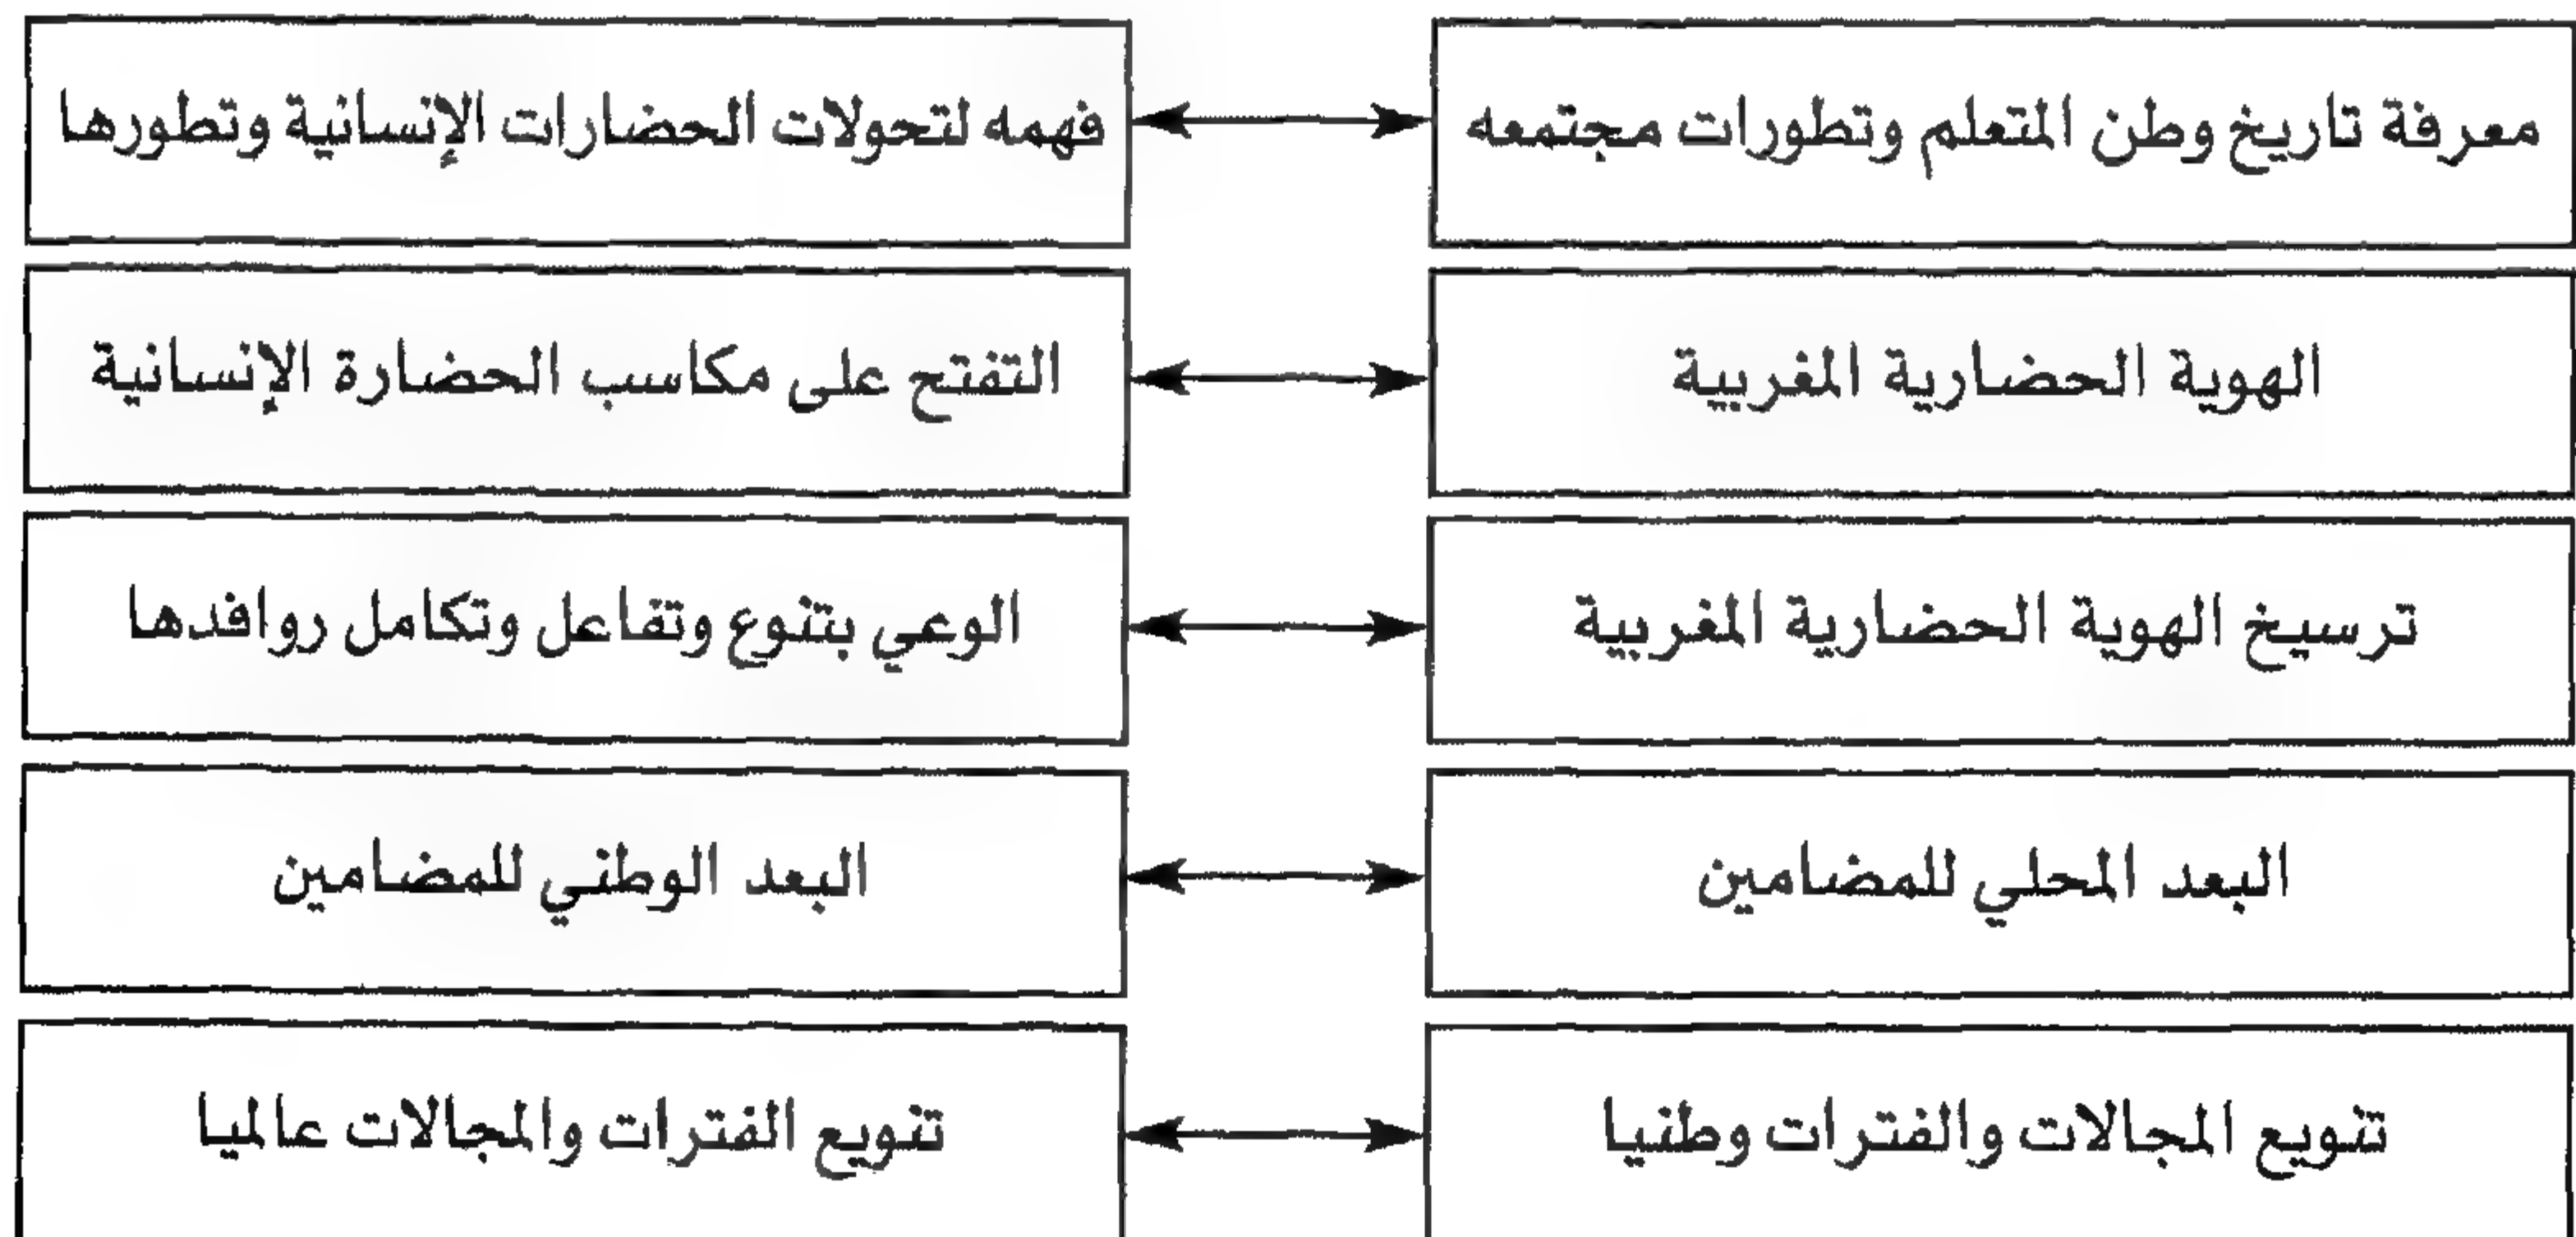 معرفة تاريخ وطن المتعلم وتطورات مجتمعه
فهمه لتحولات الحضارات الإنسانية وتطورها
الهوية الحضارية المغربية
التفتح على مكاسب الحضارة الإنسانية
ترسيخ الهوية الحضارية المغربية
الوعي بتنوع وتفاعل وتكامل روافدها
البعد المحلي للمضامين
البعد الوطني للمضامين
تنويع المجالات والفترات وطنيا
تنويع الفترات والمجالات عالميا